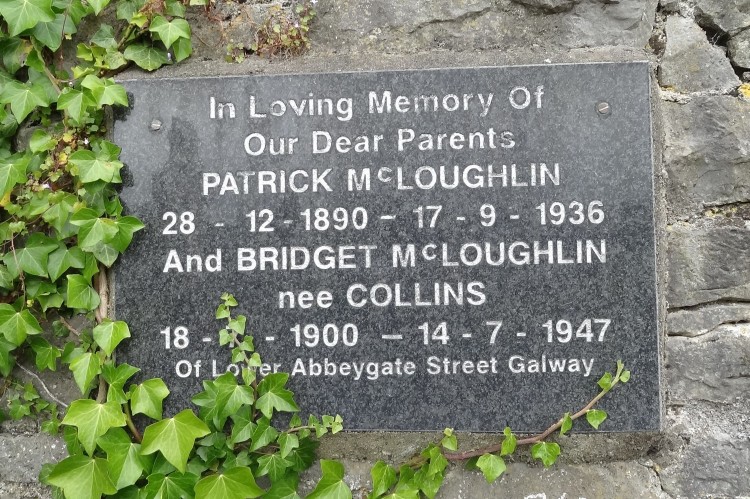 In Loving Memory Of
Our Dear Parents
PATRICK McLOUGHLIN
28 - 12 - 1890 - 17 - 9 - 1936
And BRIDGET McLOUGHLIN
nee COLLINS
18 - - 1900 - 14 - 7 - 1947
Of Lower Abbeygate Street Galway